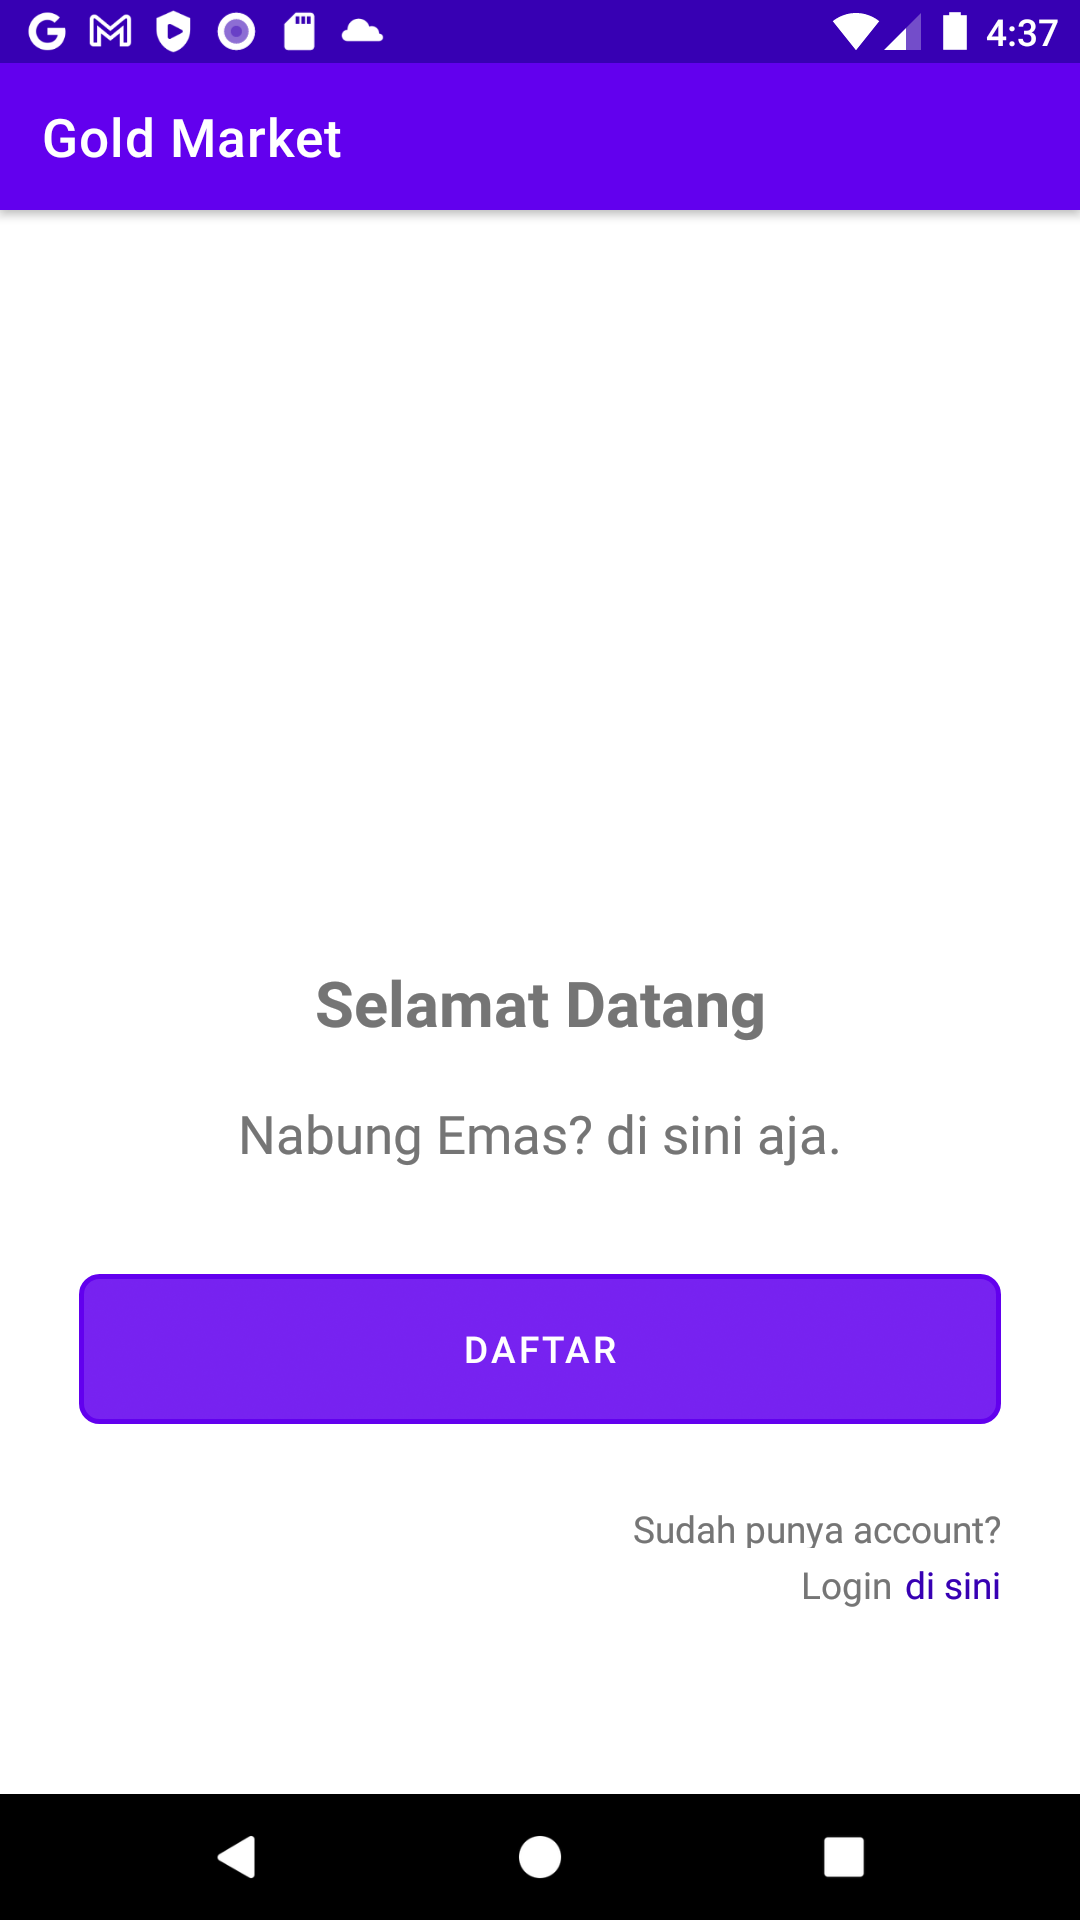 4:37
Gold Market
Selamat Datang
Nabung Emas? di sini aja.
DAFTAR
Sudah punya account?
Login di sini